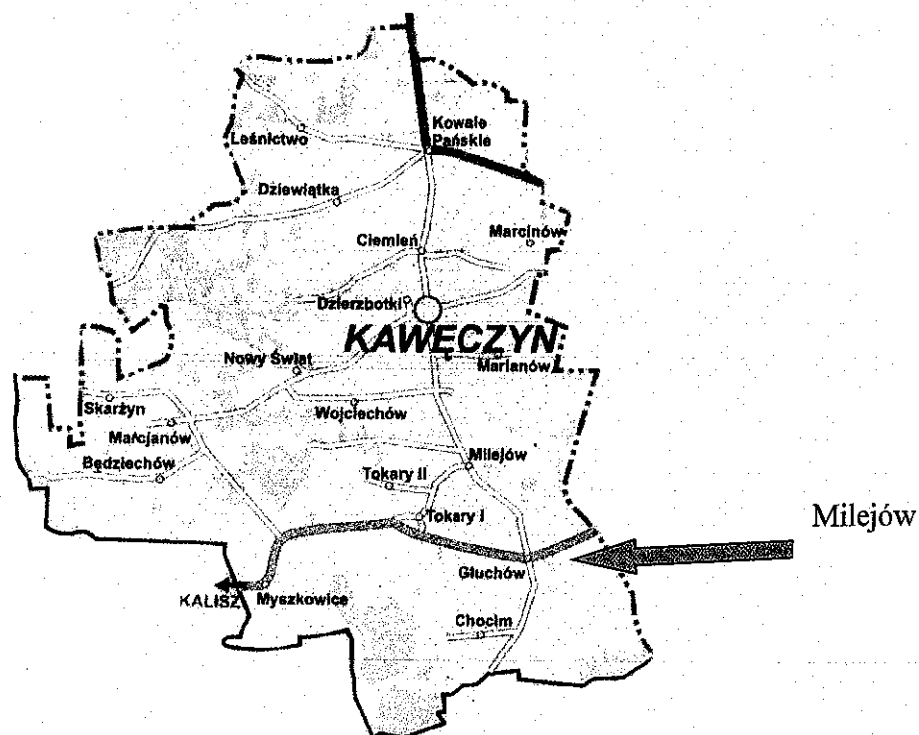 Kowale
Pańskie
Leśnictwo
Dziewiątka
Marcinów
Ciemień
Dzierzbotki
KAWĘCZYN
Nowy Świat
Marianów
Skarżyn
Wojciechów
Marcjanów
Będziechów
Milejów
Tokary II
Tokary I
Milejów
Głuchów
KALISZ
Myszkowice
Chocim